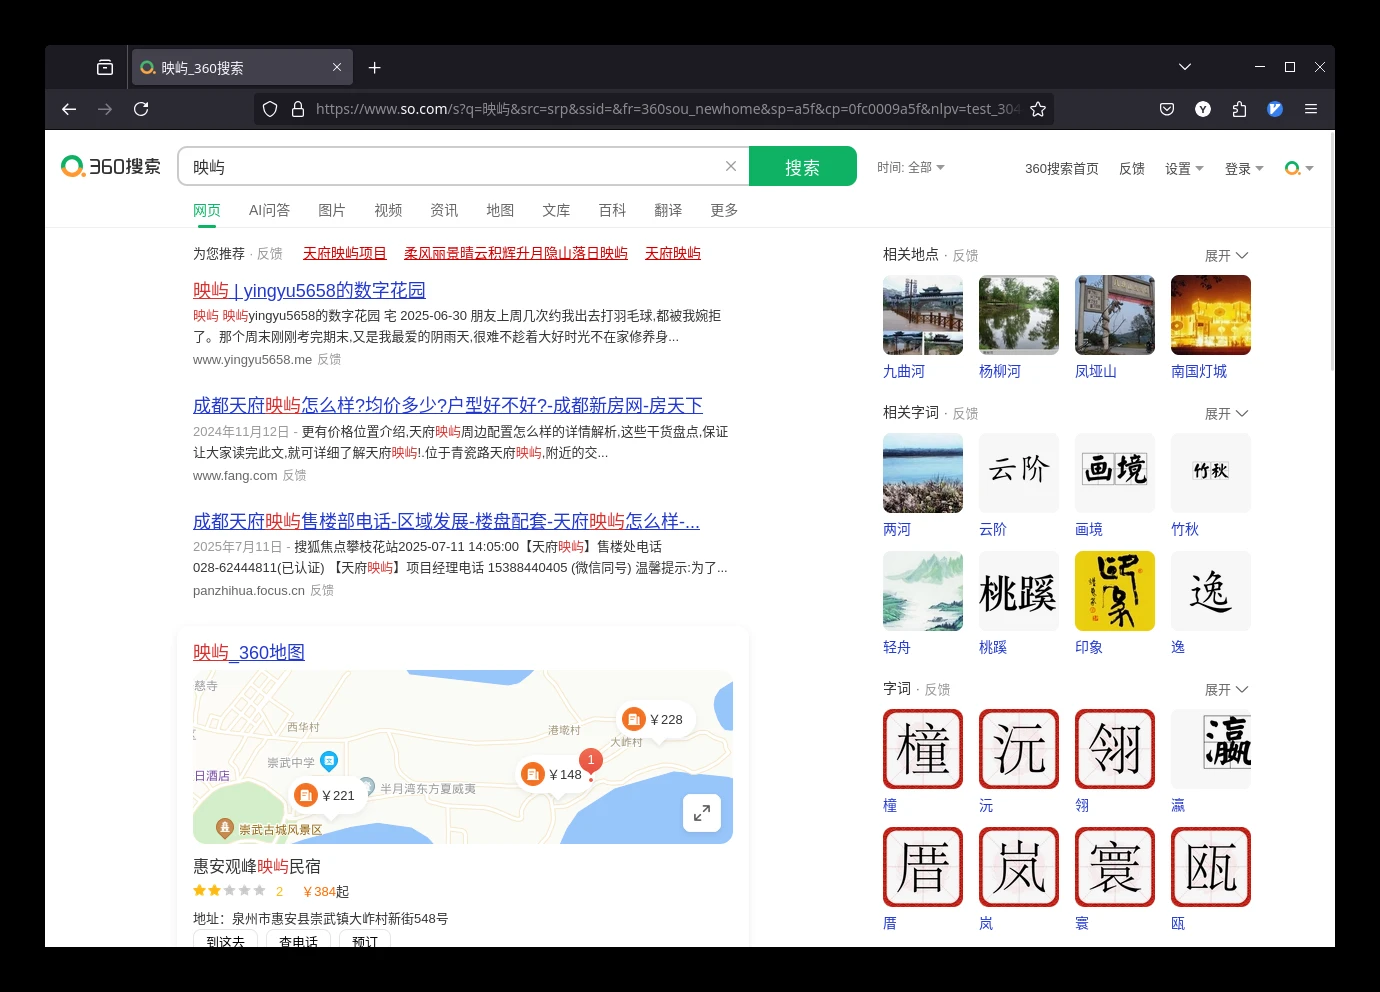 映屿_360搜索
https://www.so.com/s?q=映屿&src=srp&ssid=&fr=360sou_newhome&sp=a5f&cp=0fc0009a5f&nlpv=test_304
360搜索
映屿
搜索
时间: 全部
360搜索首页 反馈 设置 登录
网页 AI问答 图片 视频 资讯 地图 文库 百科 翻译 更多
为您推荐 · 反馈 天府映屿项目 柔风丽景晴云积辉升月隐山落日映屿 天府映屿
映屿 | yingyu5658的数字花园
映屿 映屿yingyu5658的数字花园 宅 2025-06-30 朋友上周几次约我出去打羽毛球,都被我婉拒
了。那个周末刚刚考完期末,又是我最爱的阴雨天,很难不趁着大好时光不在家修养身...
www.yingyu5658.me 反馈
成都天府映屿怎么样?均价多少?户型好不好?-成都新房网-房天下
2024年11月12日 - 更有价格位置介绍,天府映屿周边配置怎么样的详情解析,这些干货盘点,保证
让大家读完此文,就可详细了解天府映屿!.位于青瓷路天府映屿,附近的交...
www.fang.com 反馈
成都天府映屿售楼部电话-区域发展-楼盘配套-天府映屿怎么样-...
2025年7月11日 - 搜狐焦点攀枝花站2025-07-11 14:05:00【天府映屿】售楼处电话
028-62444811(已认证) 【天府映屿】项目经理电话 15388440405 (微信同号) 温馨提示:为了...
panzhihua.focus.cn 反馈
映屿_360地图
慈寺
西华村
港墘村
￥228
大岞村
崇武中学
1
日酒店
￥148
半月湾东方夏威夷
￥221
崇武古城风景区
惠安观峰映屿民宿
2 ￥384起
地址：泉州市惠安县崇武镇大岞村新街548号
到这去 查电话 预订
相关地点 · 反馈 展开
九曲河 杨柳河 凤垭山 南国灯城
相关字词 · 反馈 展开
云阶 画境 竹秋
两河 云阶 画境 竹秋
桃蹊 印象 逸
轻舟 桃蹊 印象 逸
字词 · 反馈 展开
橦 沅 翎 瀛
橦 沅 翎 瀛
厝 岚 寰 瓯
厝 岚 寰 瓯